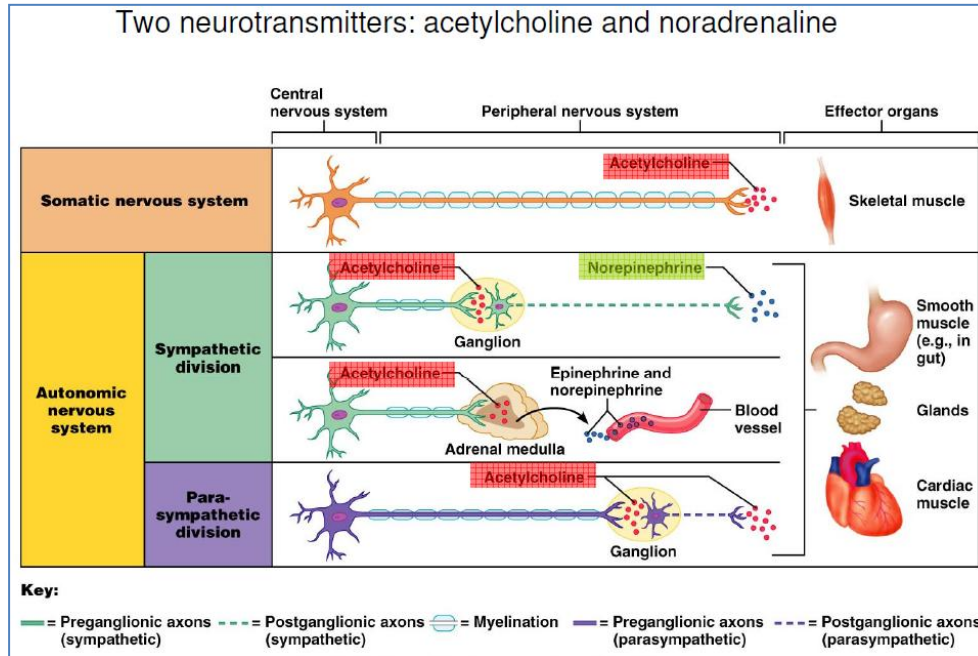 Two neurotransmitters: acetylcholine and noradrenaline
Central
nervous system
Peripheral nervous system
Effector organs
Somatic nervous system
Acetylcholine
Skeletal muscle
Autonomic
nervous
system
Sympathetic
division
Acetylcholine
Norepinephrine
Ganglion
Acetylcholine
Epinephrine and
norepinephrine
Blood
vessel
Adrenal medulla
Para-
sympathetic
division
Acetylcholine
Ganglion
Smooth
muscle
(e.g., in
gut)
Glands
Cardiac
muscle
Key:
= Preganglionic axons
(sympathetic)
= Postganglionic axons
(sympathetic)
= Myelination
= Preganglionic axons
(parasympathetic)
= Postganglionic axons
(parasympathetic)